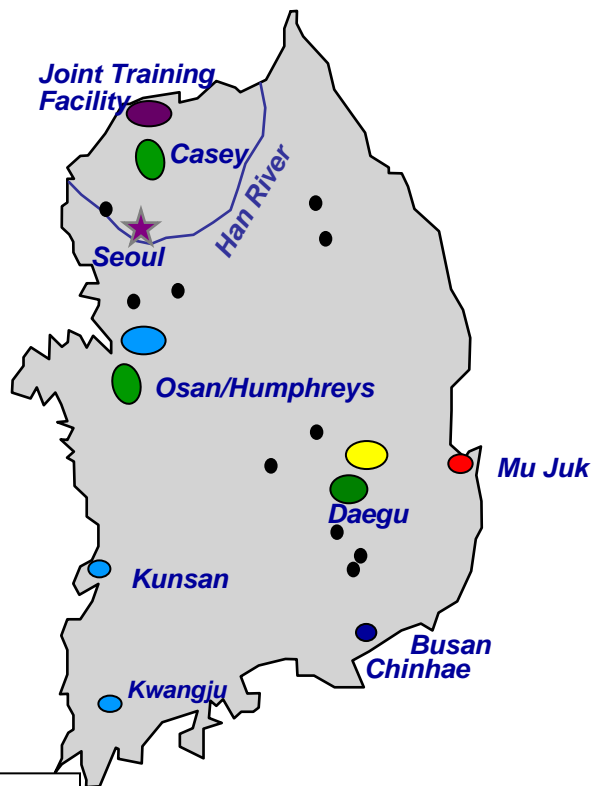 Joint Training
Facility
Casey
Han River
Seoul
Osan/Humphreys
Mu Juk
Daegu
Kunsan
Busan
Chinhae
Kwangju